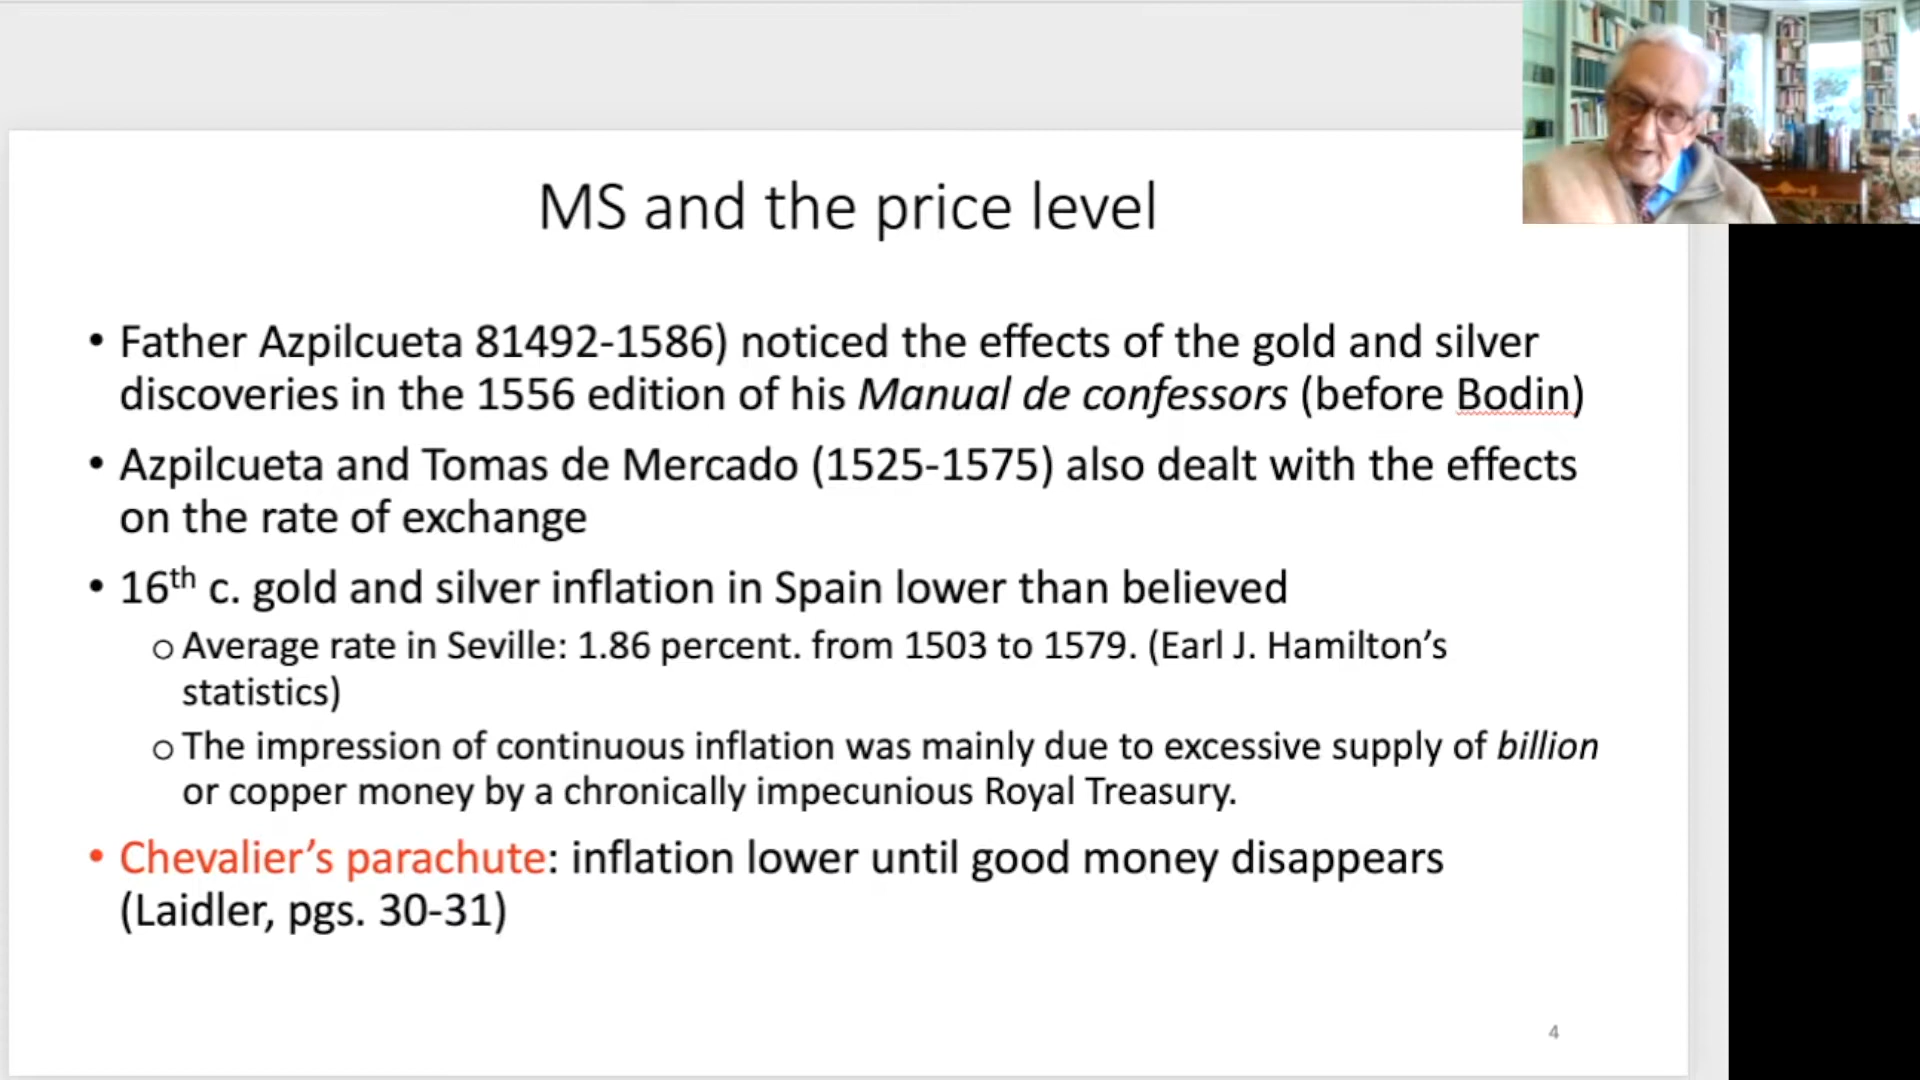 MS and the price level
• Father Azpilcueta 81492-1586) noticed the effects of the gold and silver
discoveries in the 1556 edition of his Manual de confessors (before Bodin)
• Azpilcueta and Tomas de Mercado (1525-1575) also dealt with the effects
on the rate of exchange
• 16th c. gold and silver inflation in Spain lower than believed
o Average rate in Seville: 1.86 percent. from 1503 to 1579. (Earl J. Hamilton’s
statistics)
o The impression of continuous inflation was mainly due to excessive supply of billion
or copper money by a chronically impecunious Royal Treasury.
• Chevalier’s parachute: inflation lower until good money disappears
(Laidler, pgs. 30-31)
4